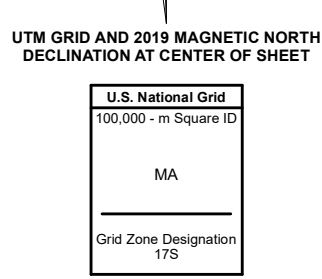 UTM GRID AND 2019 MAGNETIC NORTH
DECLINATION AT CENTER OF SHEET
U.S. National Grid
100,000 - m Square ID
MA
Grid Zone Designation
17S